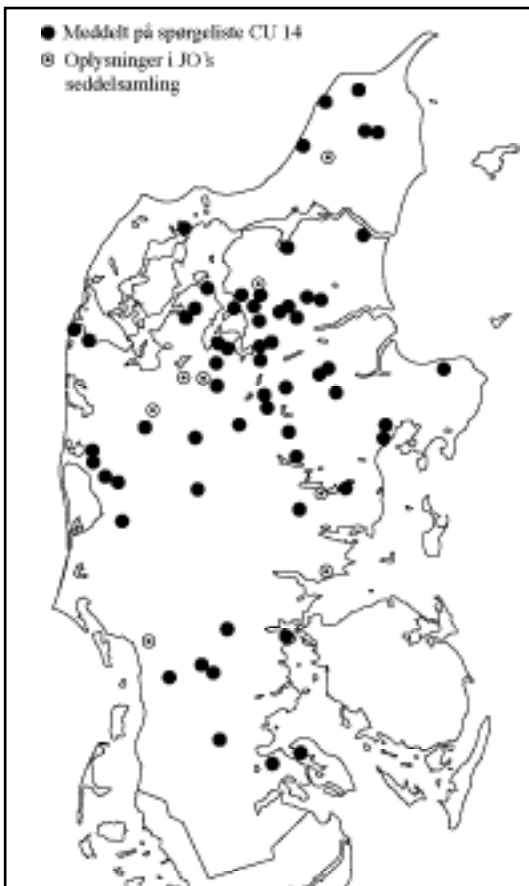 ● Meddelt på spørgeliste CU 14
⊙ Oplysninger i JO's
seddelsamling